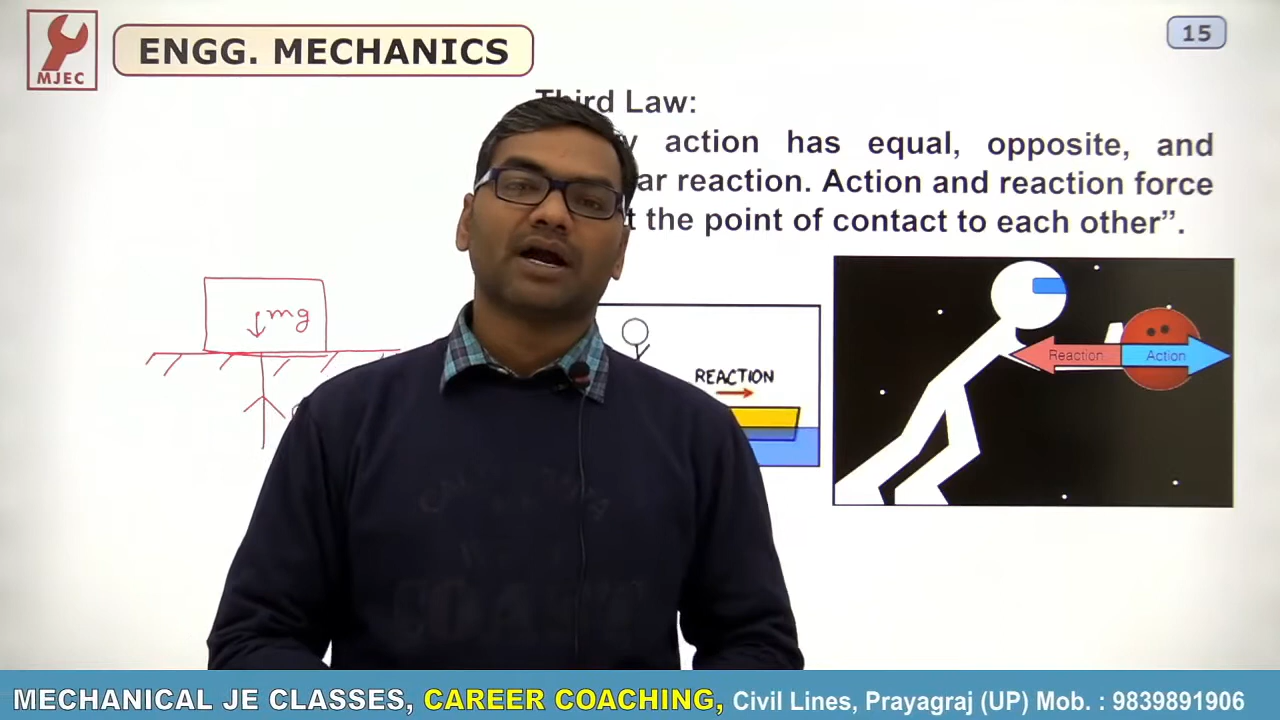 MJEC
ENGG. MECHANICS
15
Third Law:
action has equal, opposite, and
reaction. Action and reaction force
the point of contact to each other”.
mg
REACTION
Reaction
Action
MECHANICAL JE CLASSES, CAREER COACHING, Civil Lines, Prayagraj (UP) Mob. : 9839891906